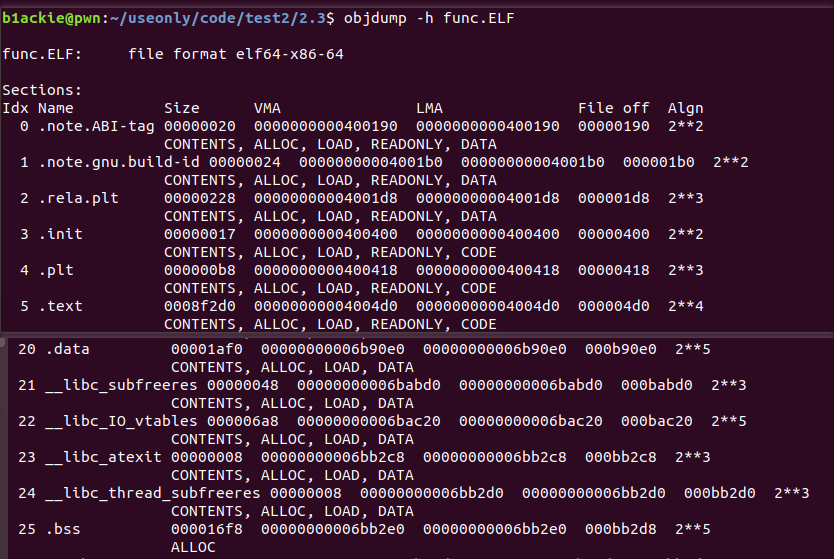 b1ackie@pwn:~/useonly/code/test2/2.3$ objdump -h func.ELF
func.ELF:     file format elf64-x86-64
Sections:
Idx Name          Size      VMA               LMA               File off  Algn
  0 .note.ABI-tag 00000020  0000000000400190  0000000000400190  00000190  2**2
                  CONTENTS, ALLOC, LOAD, READONLY, DATA
  1 .note.gnu.build-id 00000024  00000000004001b0  00000000004001b0  000001b0  2**2
                  CONTENTS, ALLOC, LOAD, READONLY, DATA
  2 .rela.plt     00000228  00000000004001d8  00000000004001d8  000001d8  2**3
                  CONTENTS, ALLOC, LOAD, READONLY, DATA
  3 .init         00000017  0000000000400400  0000000000400400  00000400  2**2
                  CONTENTS, ALLOC, LOAD, READONLY, CODE
  4 .plt          000000b8  0000000000400418  0000000000400418  00000418  2**3
                  CONTENTS, ALLOC, LOAD, READONLY, CODE
  5 .text         0008f2d0  00000000004004d0  00000000004004d0  000004d0  2**4
                  CONTENTS, ALLOC, LOAD, READONLY, CODE
 20 .data         00001af0  00000000006b90e0  00000000006b90e0  000b90e0  2**5
                  CONTENTS, ALLOC, LOAD, DATA
 21 __libc_subfreeres 00000048  00000000006babd0  00000000006babd0  000babd0  2**3
                  CONTENTS, ALLOC, LOAD, DATA
 22 __libc_IO_vtables 000006a8  00000000006bac20  00000000006bac20  000bac20  2**5
                  CONTENTS, ALLOC, LOAD, DATA
 23 __libc_atexit 00000008  00000000006bb2c8  00000000006bb2c8  000bb2c8  2**3
                  CONTENTS, ALLOC, LOAD, DATA
 24 __libc_thread_subfreeres 00000008  00000000006bb2d0  00000000006bb2d0  000bb2d0  2**3
                  CONTENTS, ALLOC, LOAD, DATA
 25 .bss          000016f8  00000000006bb2e0  00000000006bb2e0  000bb2d8  2**5
                  ALLOC